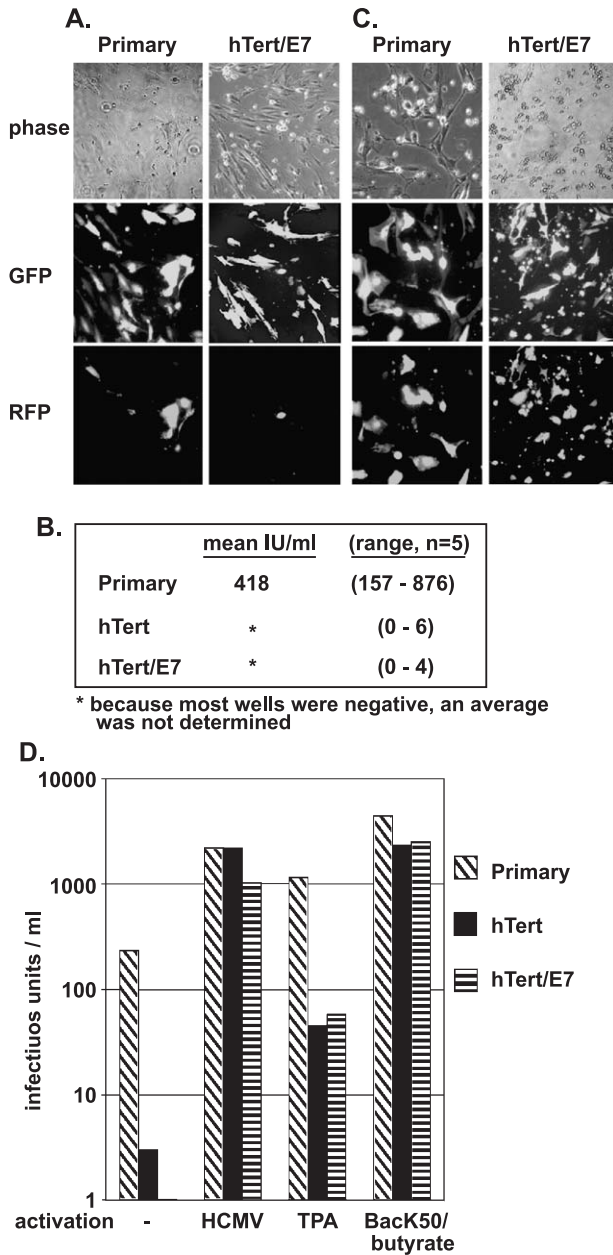 A.
C.
Primary hTert/E7 Primary hTert/E7
phase
GFP
RFP
B.
mean IU/ml (range, n=5)
Primary 418 (157 - 876)
hTert * (0 - 6)
hTert/E7 * (0 - 4)
* because most wells were negative, an average
was not determined
D.
10000
1000
100
10
1
infectiuos units / ml
Primary
hTert
hTert/E7
activation - HCMV TPA BacK50/
butyrate